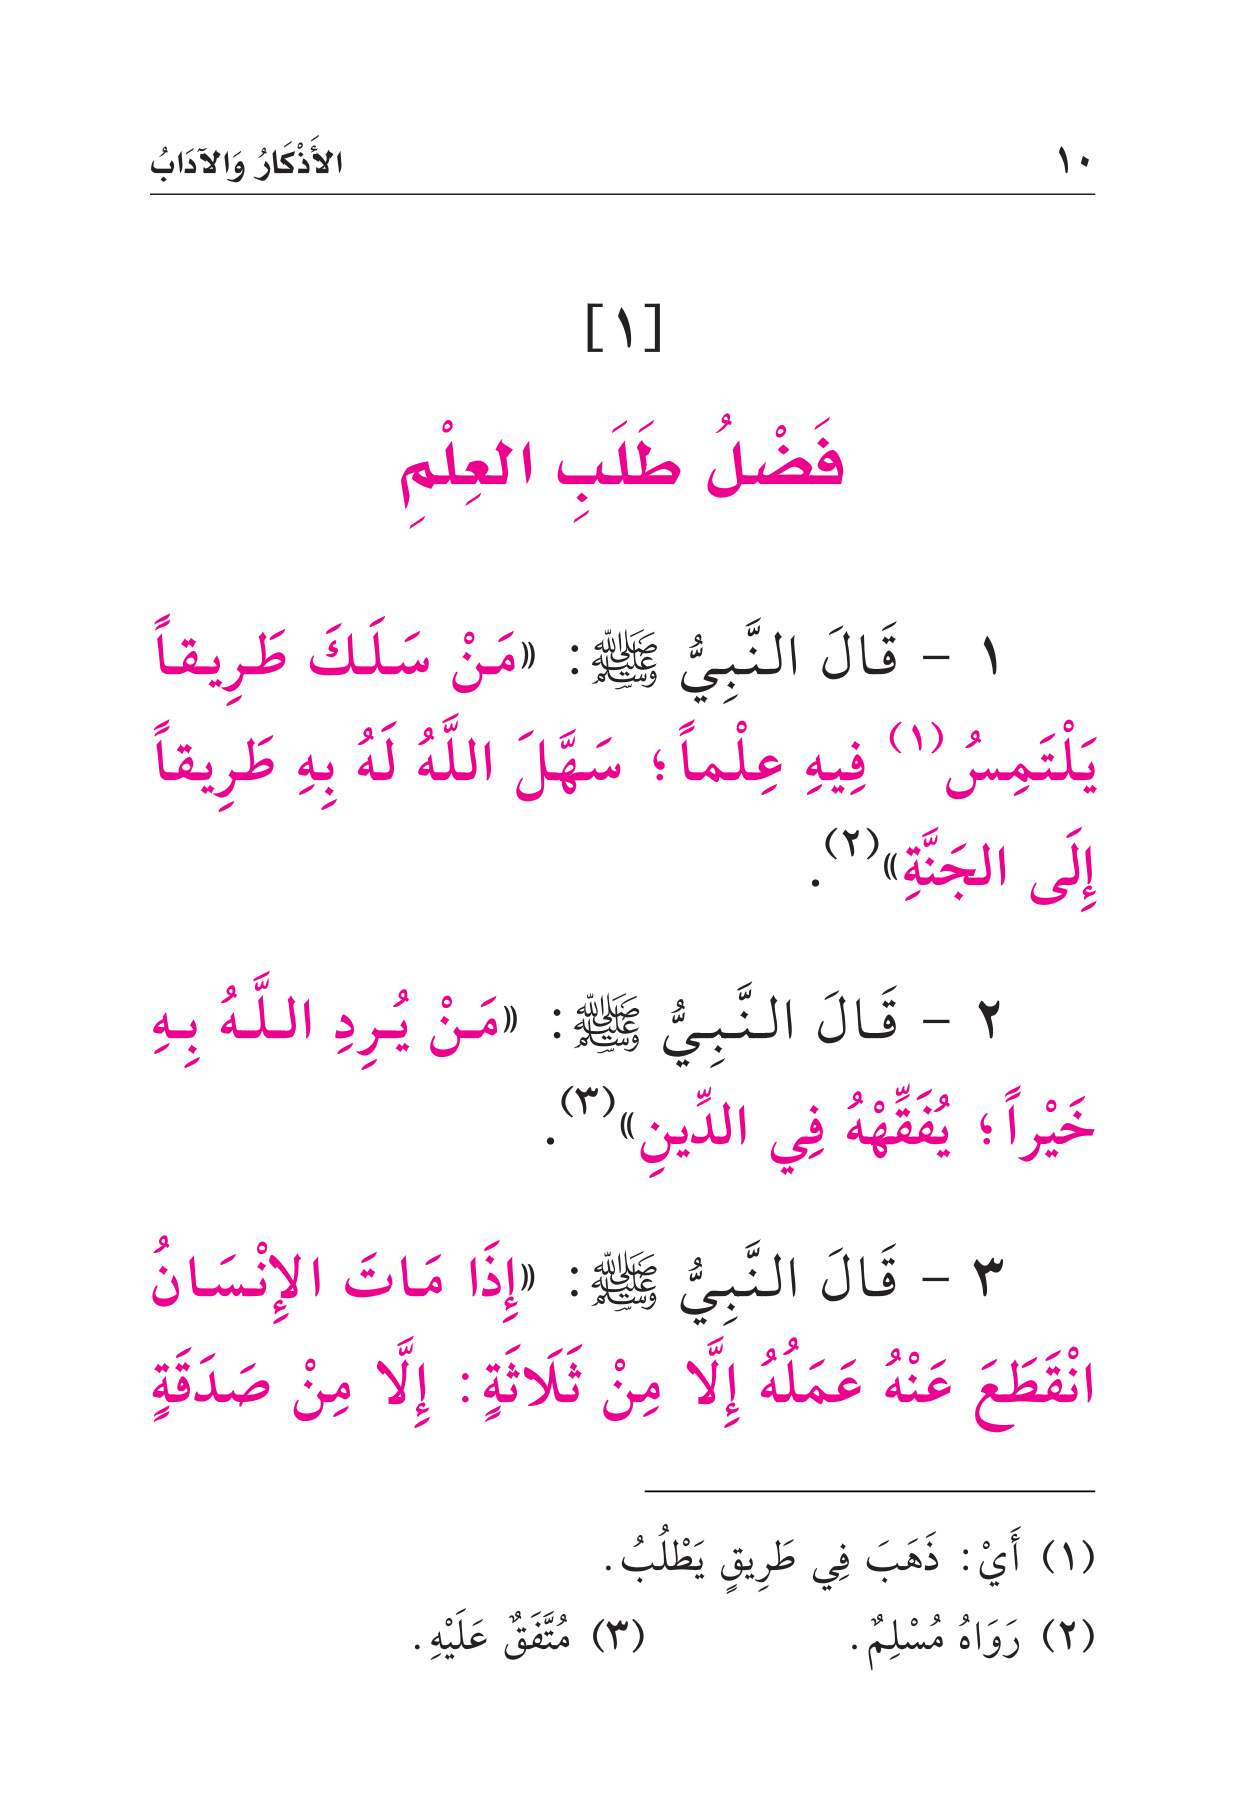 ١٠ الأَذْكَارُ وَالآدَابُ
[١]
فَضْلُ طَلَبِ العِلْمِ
١ - قَالَ النَّبِيُّ ﷺ: «مَنْ سَلَكَ طَرِيقاً
يَلْتَمِسُ(١) فِيهِ عِلْماً؛ سَهَّلَ اللَّهُ لَهُ بِهِ طَرِيقاً
إِلَى الجَنَّةِ»(٢).
٢ - قَالَ النَّبِيُّ ﷺ: «مَنْ يُرِدِ اللَّهُ بِهِ
خَيْراً؛ يُفَقِّهْهُ فِي الدِّينِ»(٣).
٣ - قَالَ النَّبِيُّ ﷺ: «إِذَا مَاتَ الإِنْسَانُ
انْقَطَعَ عَنْهُ عَمَلُهُ إِلَّا مِنْ ثَلَاثَةٍ: إِلَّا مِنْ صَدَقَةٍ
(١) أَيْ: ذَهَبَ فِي طَرِيقٍ يَطْلُبُ.
(٢) رَوَاهُ مُسْلِمٌ. (٣) مُتَّفَقٌ عَلَيْهِ.